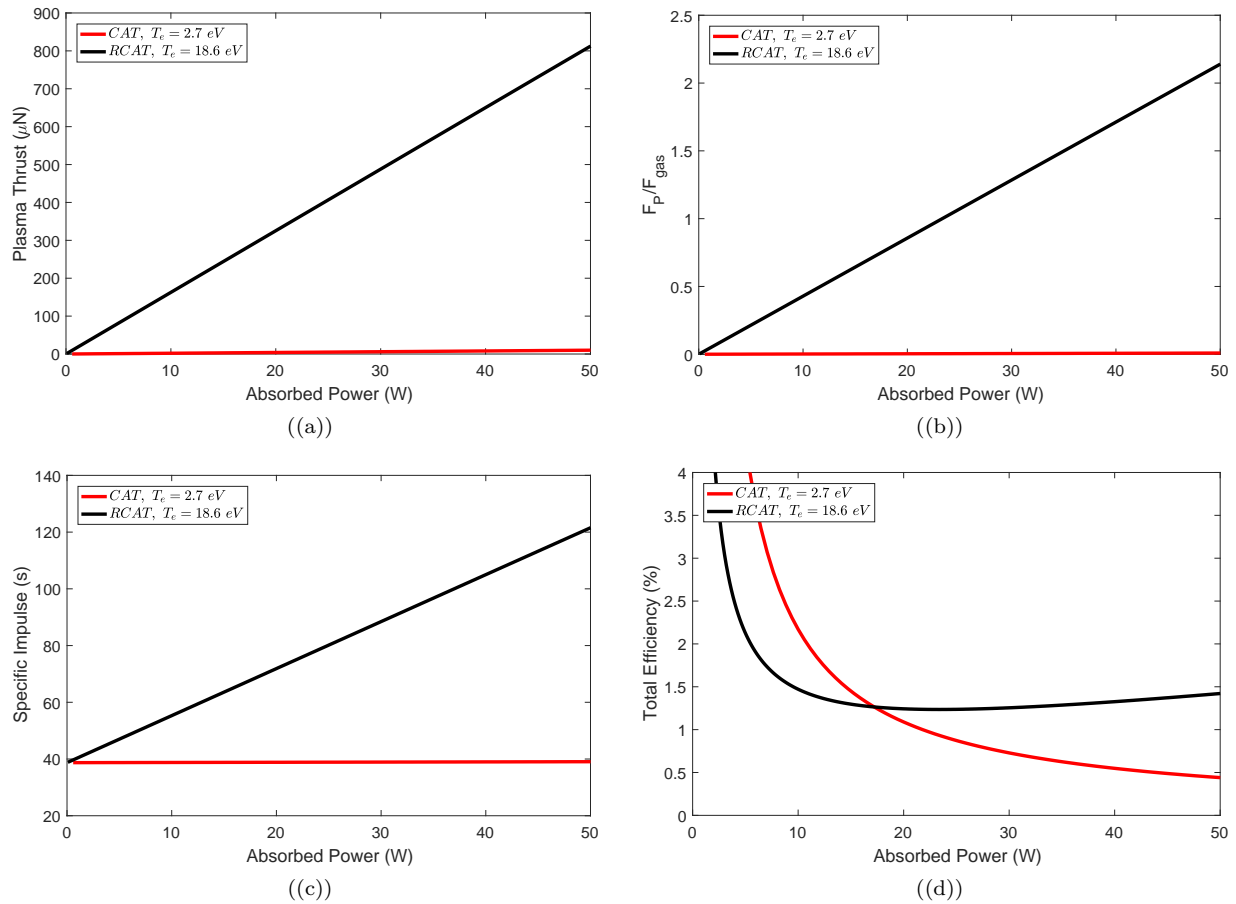 900
800
700
600
500
400
300
200
100
0
Plasma Thrust (μN)
CAT, T_e = 2.7 eV
RCAT, T_e = 18.6 eV
0 10 20 30 40 50
Absorbed Power (W)
((a))
2.5
2
1.5
1
0.5
0
F_P/F_gas
CAT, T_e = 2.7 eV
RCAT, T_e = 18.6 eV
0 10 20 30 40 50
Absorbed Power (W)
((b))
140
120
100
80
60
40
20
Specific Impulse (s)
CAT, T_e = 2.7 eV
RCAT, T_e = 18.6 eV
0 10 20 30 40 50
Absorbed Power (W)
((c))
4
3.5
3
2.5
2
1.5
1
0.5
0
Total Efficiency (%)
CAT, T_e = 2.7 eV
RCAT, T_e = 18.6 eV
0 10 20 30 40 50
Absorbed Power (W)
((d))